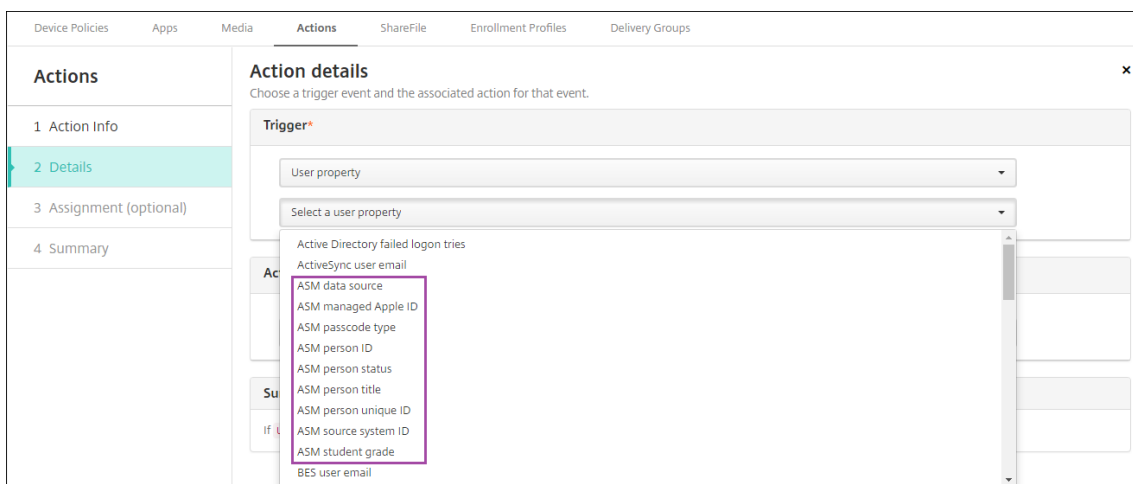 Device Policies Apps Media Actions ShareFile Enrollment Profiles Delivery Groups
Actions
1 Action Info
2 Details
3 Assignment (optional)
4 Summary
Action details
Choose a trigger event and the associated action for that event.
Trigger*
User property
Select a user property
Active Directory failed logon tries
ActiveSync user email
ASM data source
ASM managed Apple ID
ASM passcode type
ASM person ID
ASM person status
ASM person title
ASM person unique ID
ASM source system ID
ASM student grade
BES user email
Ac
Su
If